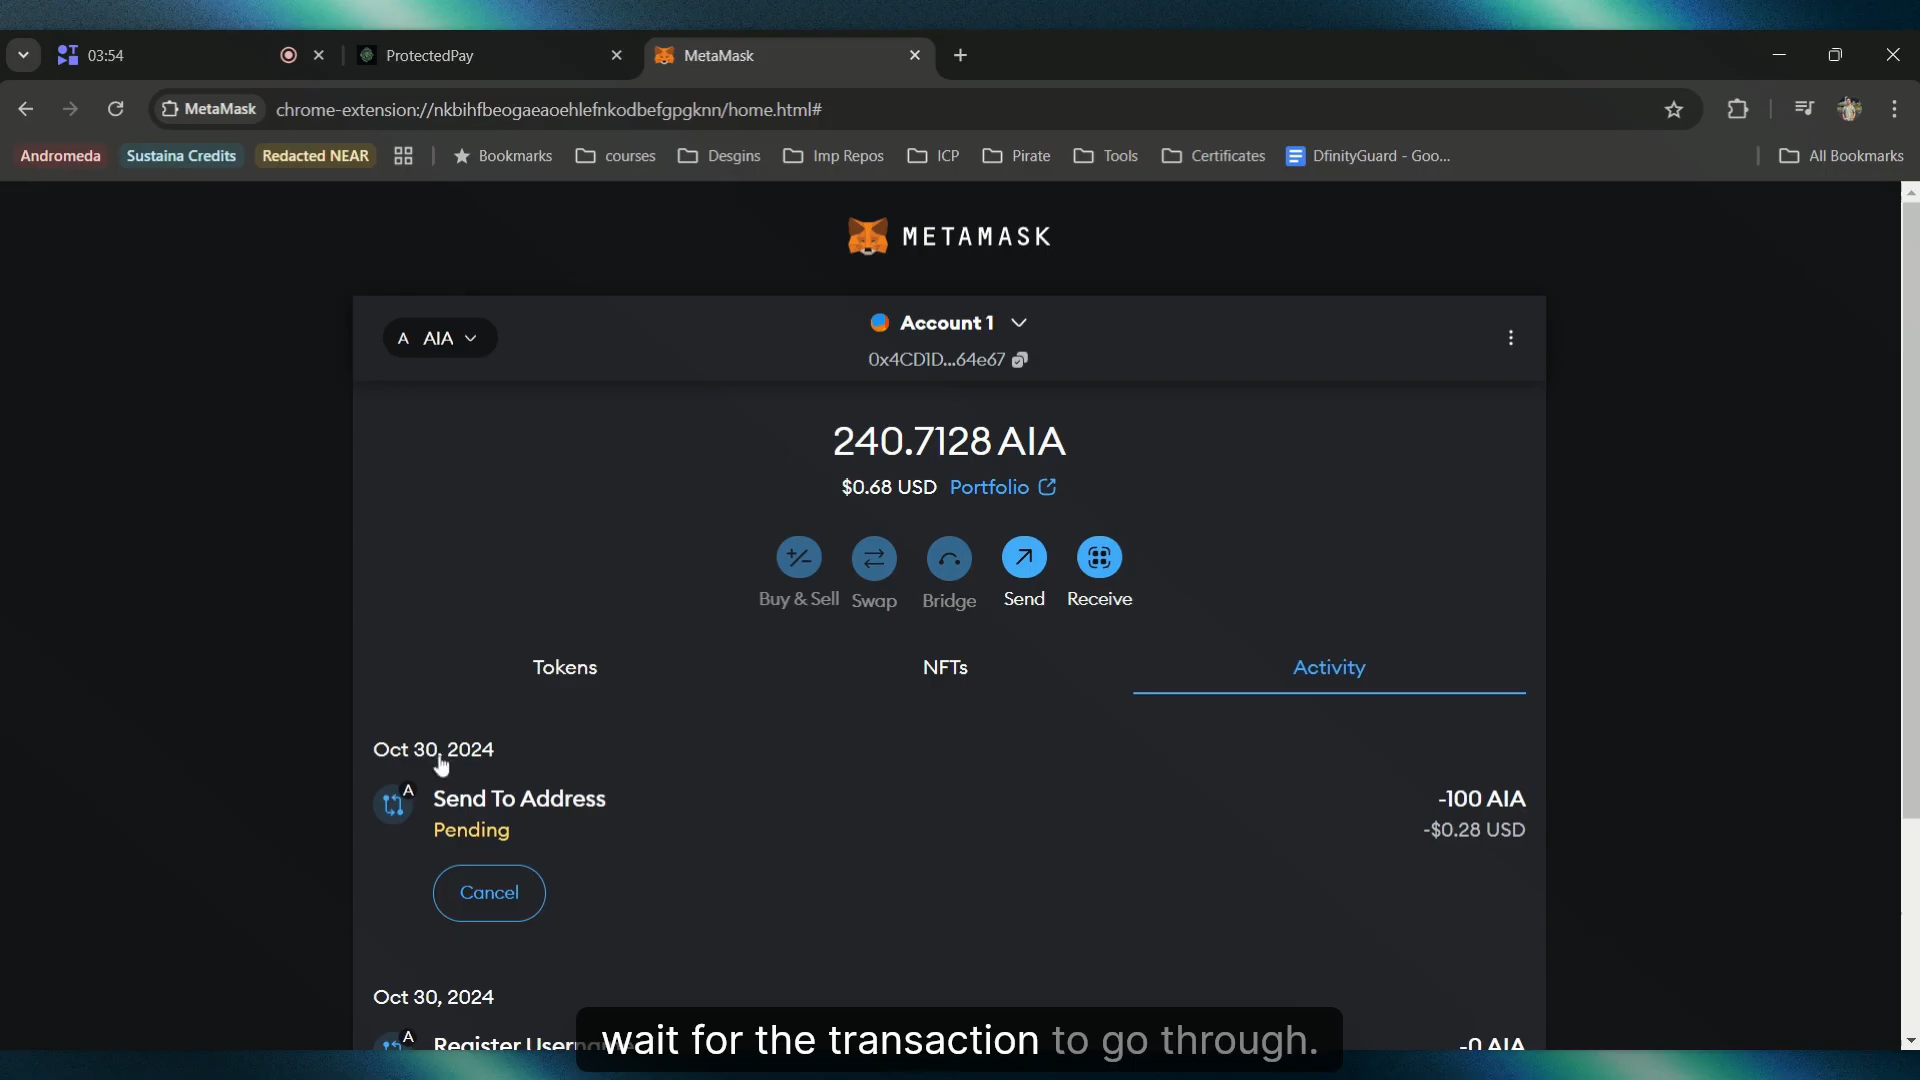 03:54
ProtectedPay
MetaMask
MetaMask
chrome-extension://nkbihfbeogaeaoehlefnkodbefgpgknn/home.html#
Andromeda
Sustaina Credits
Redacted NEAR
Bookmarks
courses
Desgins
Imp Repos
ICP
Pirate
Tools
Certificates
DfinityGuard - Goo...
All Bookmarks
METAMASK
A AIA
Account 1
0x4CD1D...64e67
240.7128 AIA
$0.68 USD Portfolio
Buy & Sell
Swap
Bridge
Send
Receive
Tokens
NFTs
Activity
Oct 30, 2024
A
Send To Address
-100 AIA
Pending
-$0.28 USD
Cancel
Oct 30, 2024
A
Register
-0 AIA
wait for the transaction to go through.